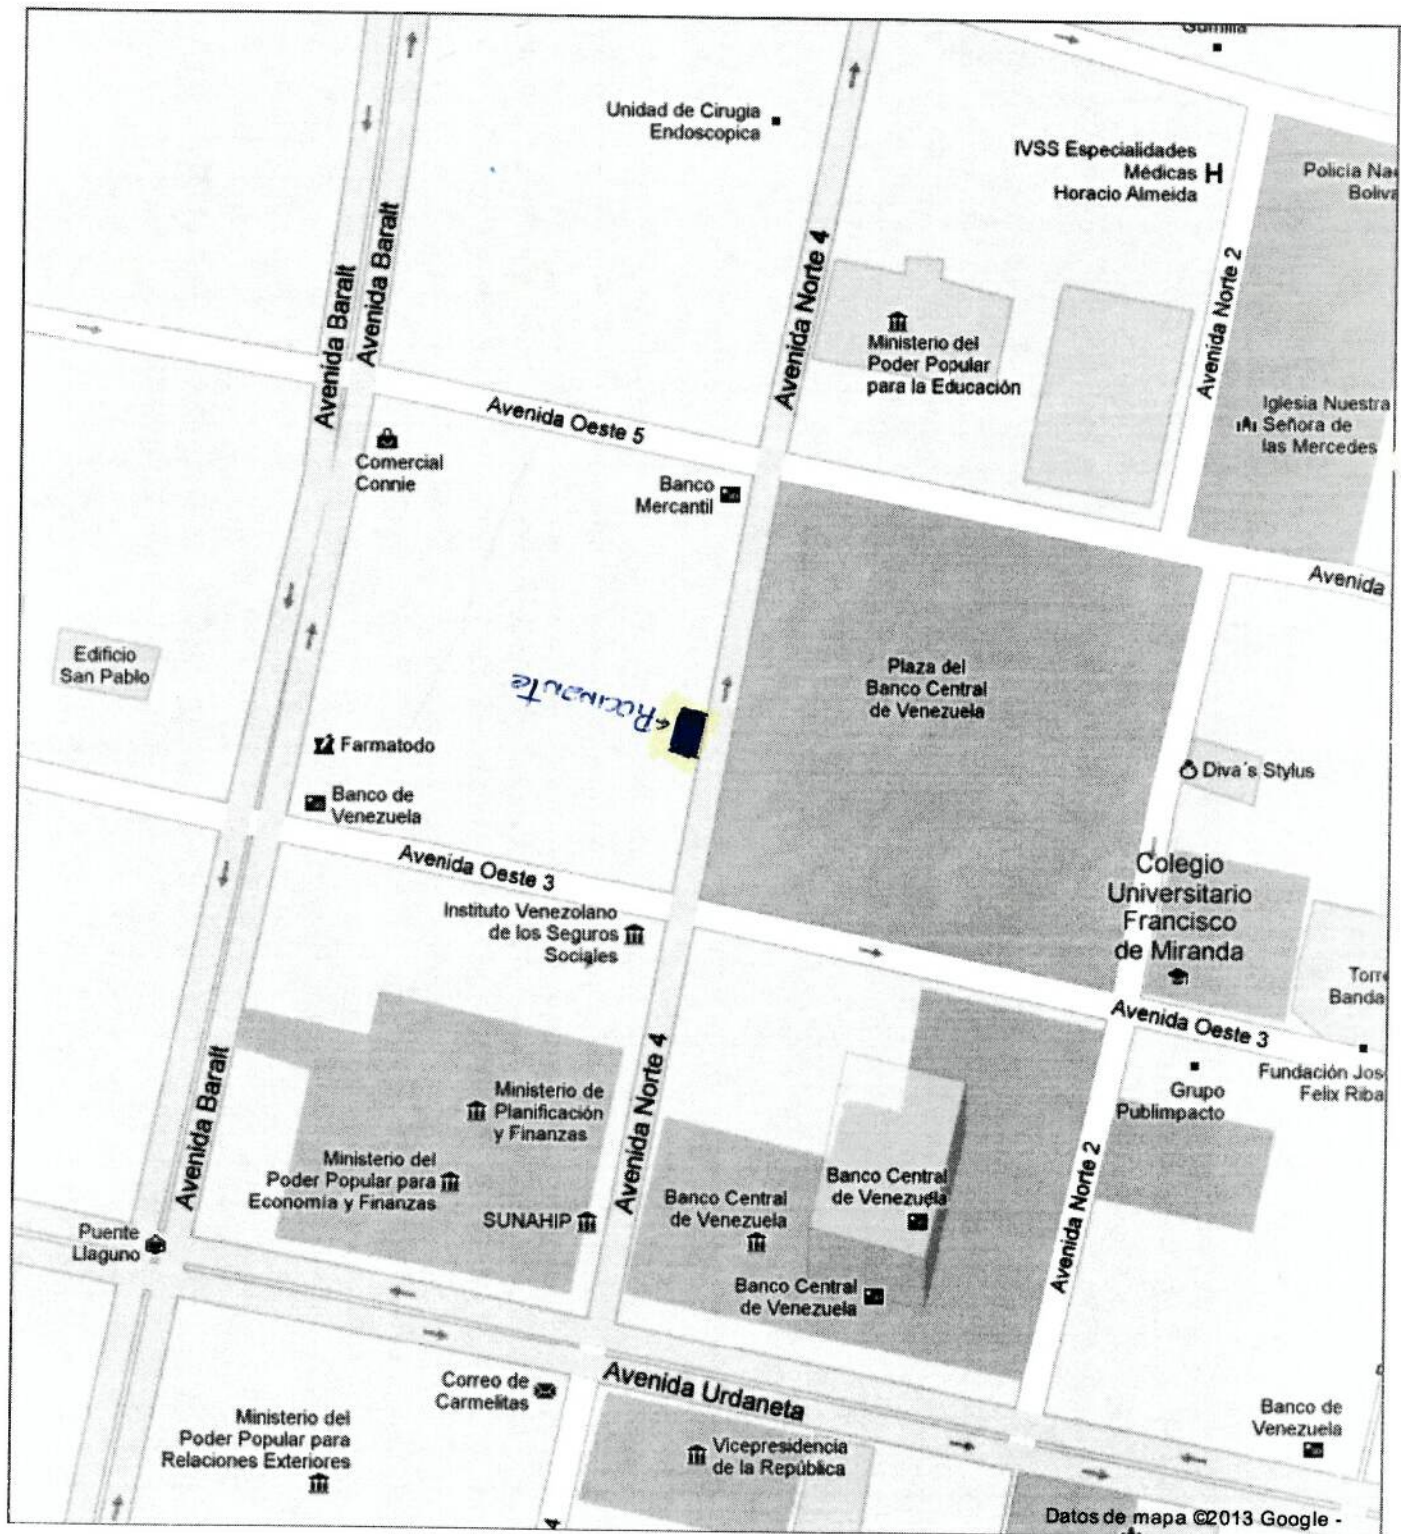 Gumilla
Unidad de Cirugia
Endoscopica
IVSS Especialidades
Médicas
Horacio Almeida
H
Policia Na
Boliva
Avenida Baralt
Avenida Baralt
Avenida Norte 4
Avenida Norte 2
Ministerio del
Poder Popular
para la Educación
Iglesia Nuestra
Señora de
las Mercedes
Avenida Oeste 5
Comercial
Connie
Banco
Mercantil
Avenida
Edificio
San Pablo
Rocinante
Plaza del
Banco Central
de Venezuela
Farmatodo
Banco de
Venezuela
Diva´s Stylus
Avenida Oeste 3
Colegio
Universitario
Francisco
de Miranda
Instituto Venezolano
de los Seguros
Sociales
Torre
Banda
Avenida Oeste 3
Avenida Baralt
Avenida Norte 4
Ministerio de
Planificación
y Finanzas
Grupo
Publimpacto
Fundación Jos
Felix Riba
Ministerio del
Poder Popular para
Economía y Finanzas
SUNAHIP
Banco Central
de Venezuela
Banco Central
de Venezuela
Avenida Norte 2
Puente
Llaguno
Banco Central
de Venezuela
Correo de
Carmelitas
Avenida Urdaneta
Ministerio del
Poder Popular para
Relaciones Exteriores
Vicepresidencia
de la República
Banco de
Venezuela
4
Datos de mapa ©2013 Google -